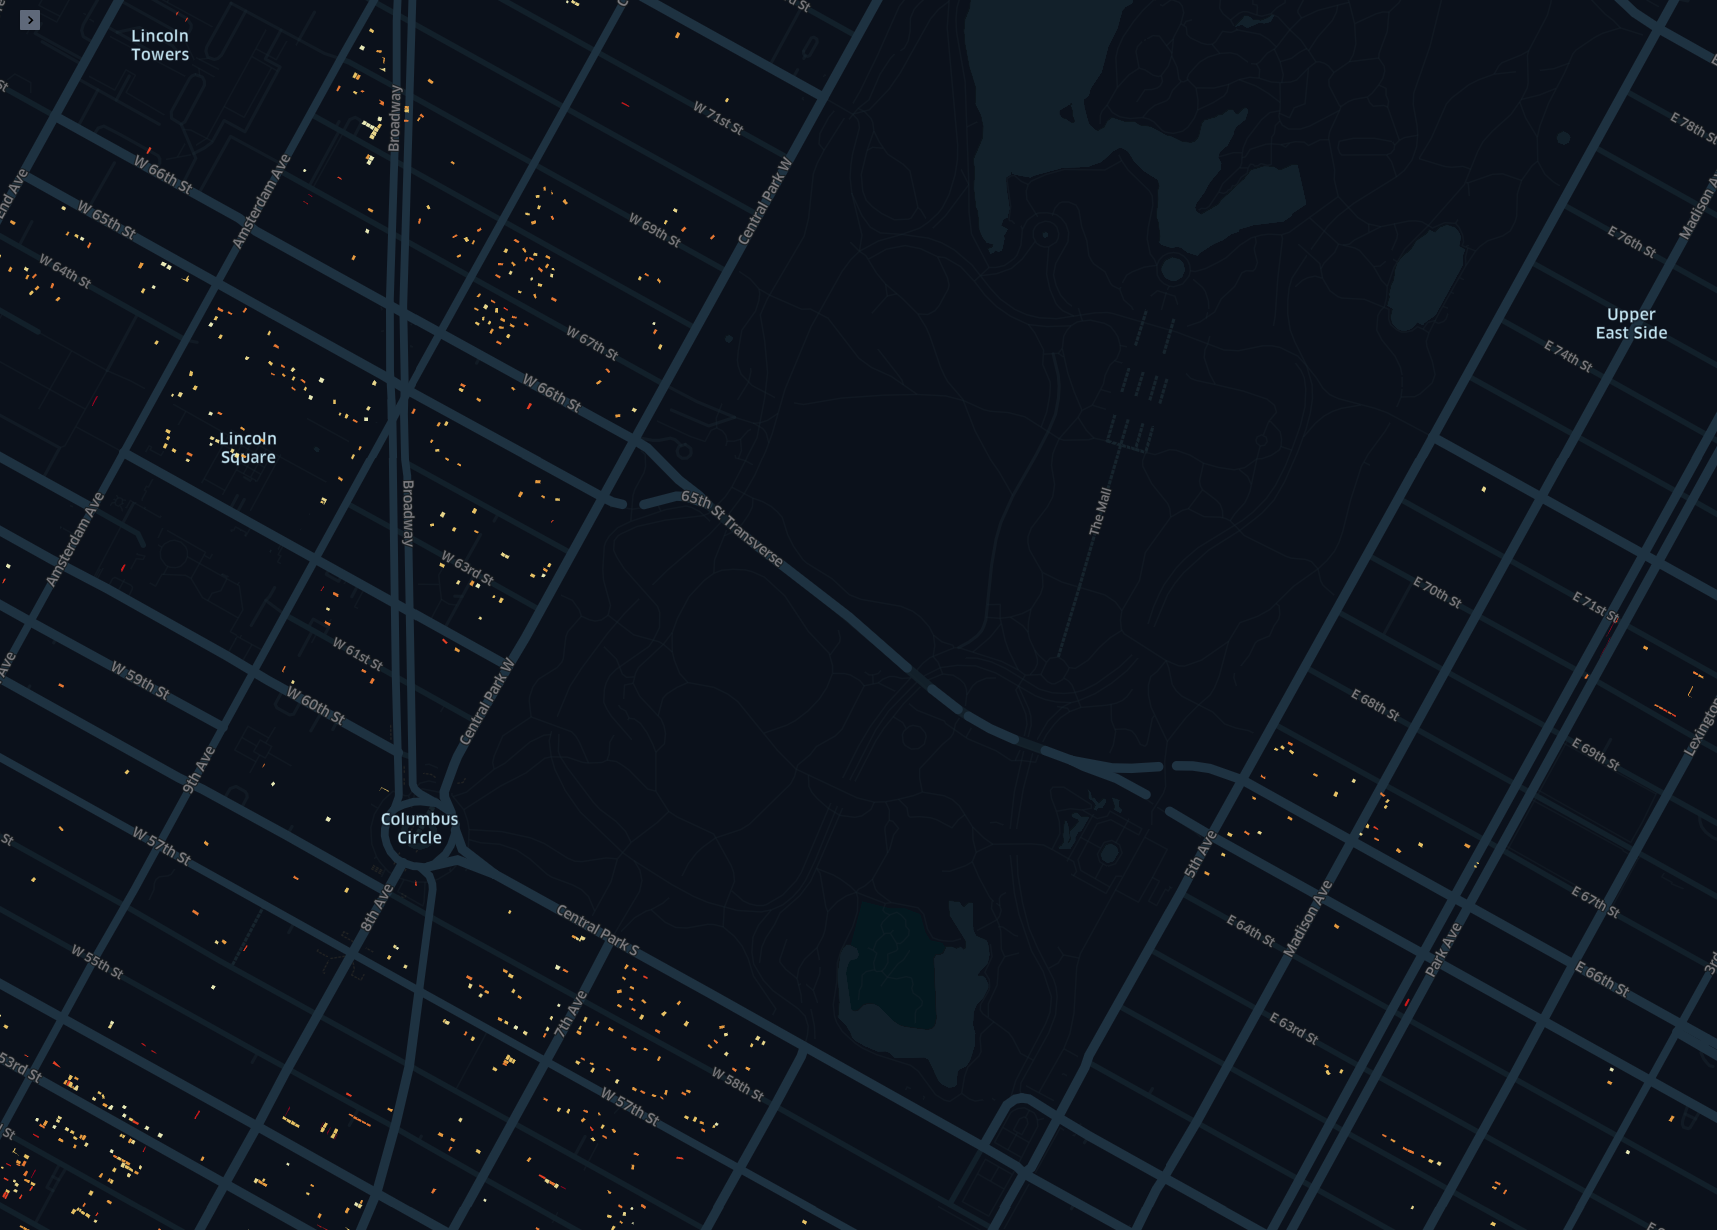 Lincoln
Towers
W 71st St
Broadway
W 66th St
Amsterdam Ave
Central Park W
W 65th St
W 69th St
W 64th St
W 67th St
W 66th St
Lincoln
Square
Broadway
65th St Transverse
The Mall
Amsterdam Ave
W 63rd St
W 61st St
W 59th St
W 60th St
Central Park W
9th Ave
Columbus
Circle
W 57th St
8th Ave
Central Park S
W 55th St
7th Ave
53rd St
W 58th St
W 57th St
E 78th St
Madison Av
E 76th St
Upper
East Side
E 74th St
E 70th St
E 71st St
E 68th St
E 69th St
Lexington
5th Ave
Madison Ave
E 67th St
E 64th St
Park Ave
E 66th St
E 63rd St
3rd